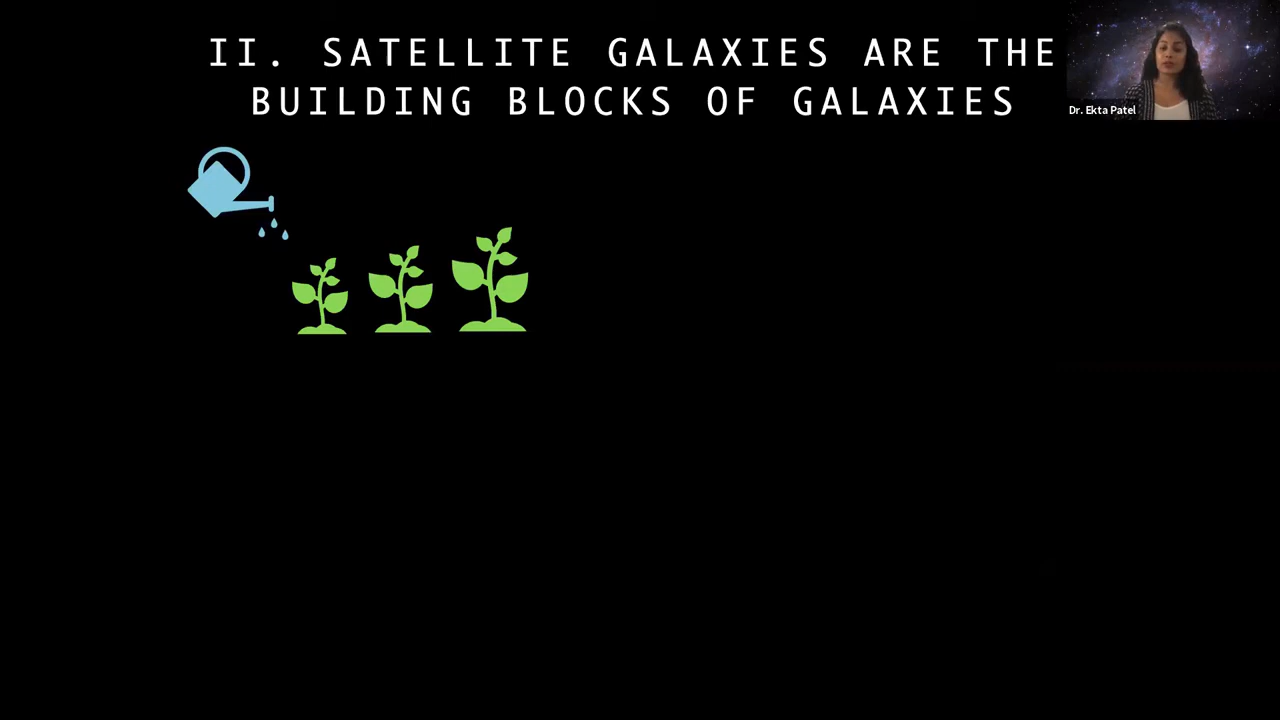 II. SATELLITE GALAXIES ARE THE
BUILDING BLOCKS OF GALAXIES
Dr. Ekta Patel